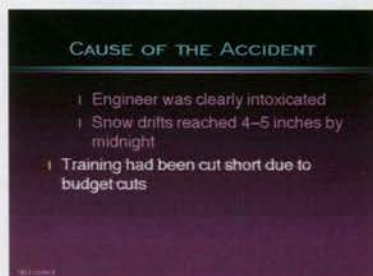 CAUSE OF THE ACCIDENT
Engineer was clearly intoxicated
Snow drifts reached 4–5 inches by
midnight
Training had been cut short due to
budget cuts